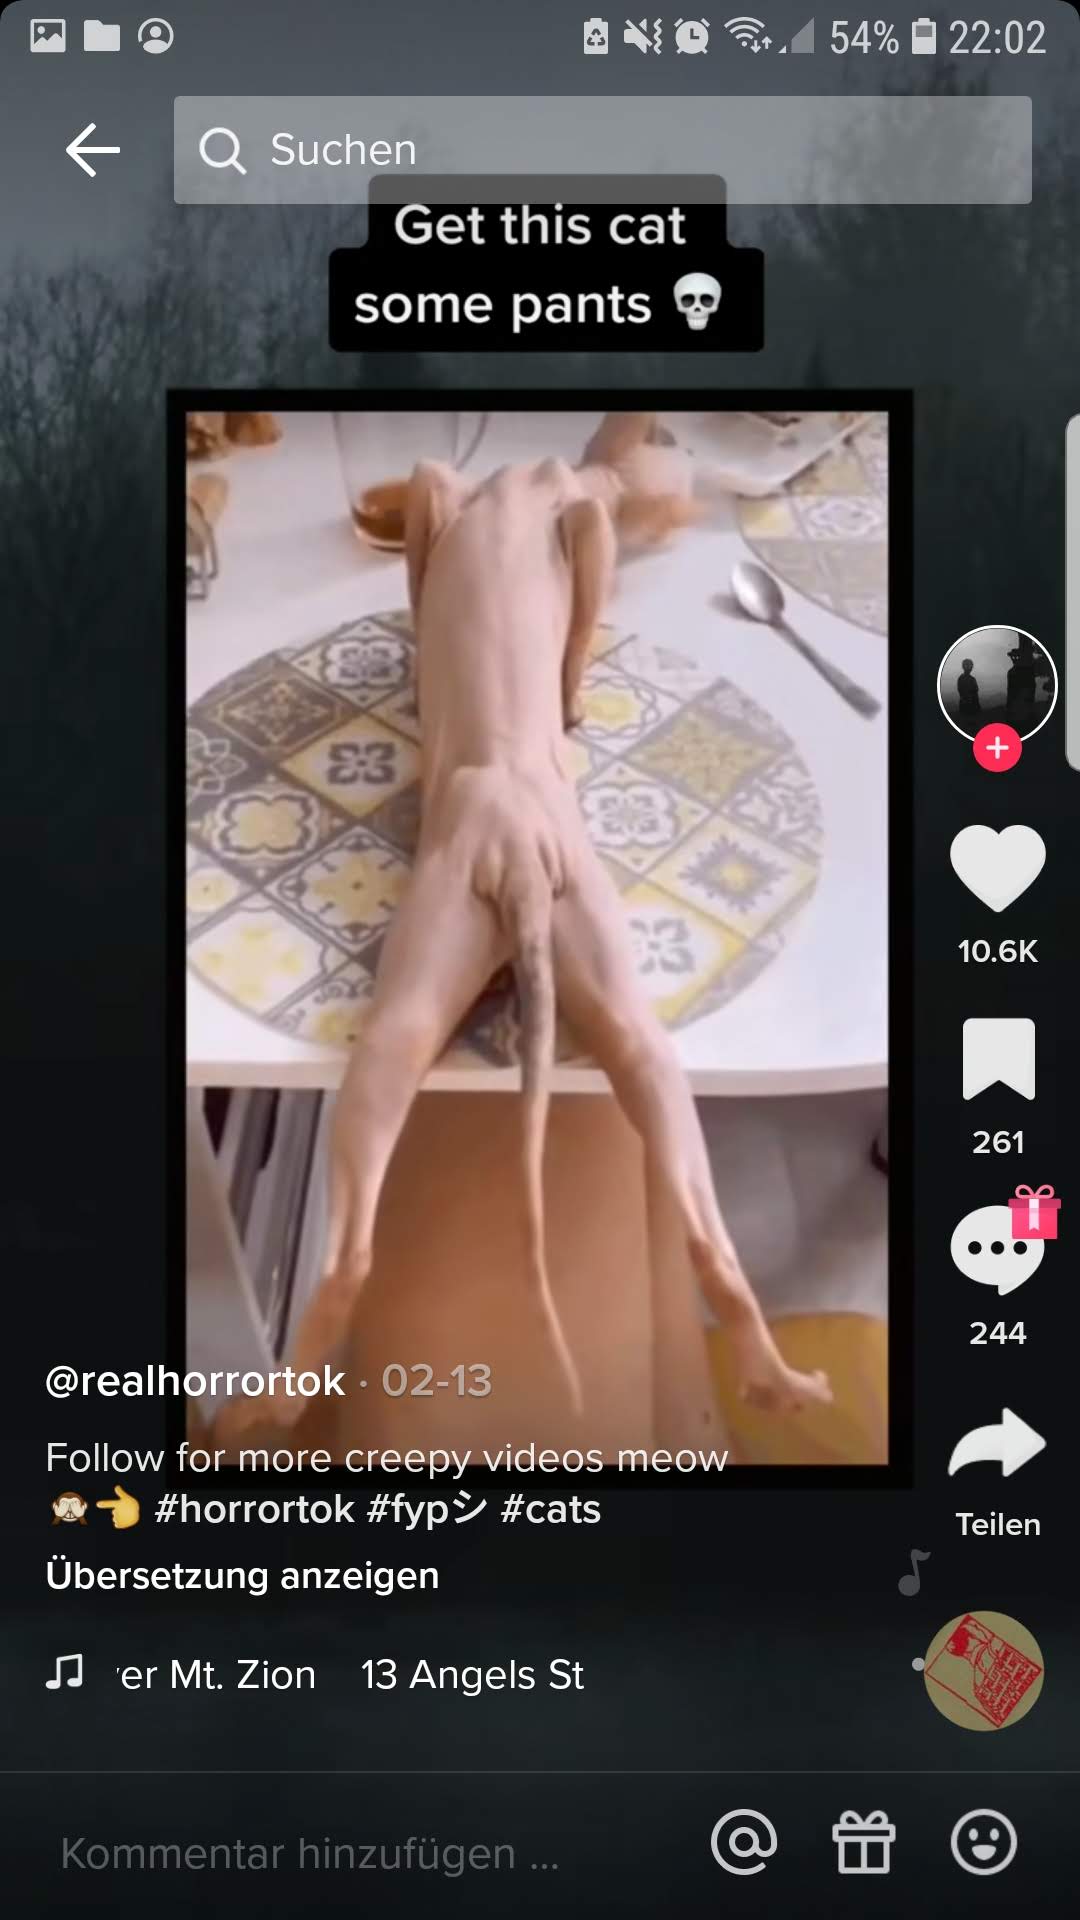 54% 22:02
Suchen
Get this cat
some pants 💀
10.6K
261
244
@realhorrortok · 02-13
Follow for more creepy videos meow
🙈👈 #horrortok #fypシ #cats
Teilen
Übersetzung anzeigen
er Mt. Zion 13 Angels St
Kommentar hinzufügen ...